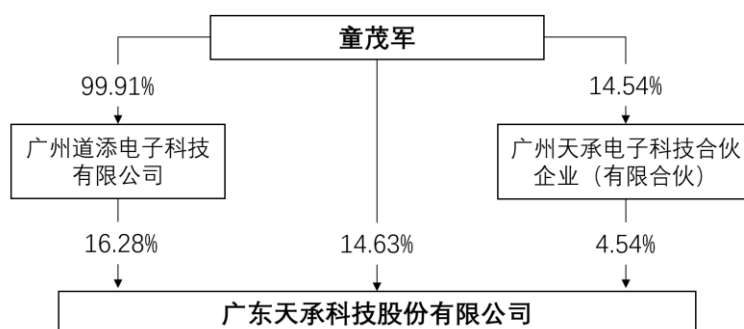 童茂军
99.91%
14.54%
广州道添电子科技
有限公司
广州天承电子科技合伙
企业（有限合伙）
16.28%
14.63%
4.54%
广东天承科技股份有限公司